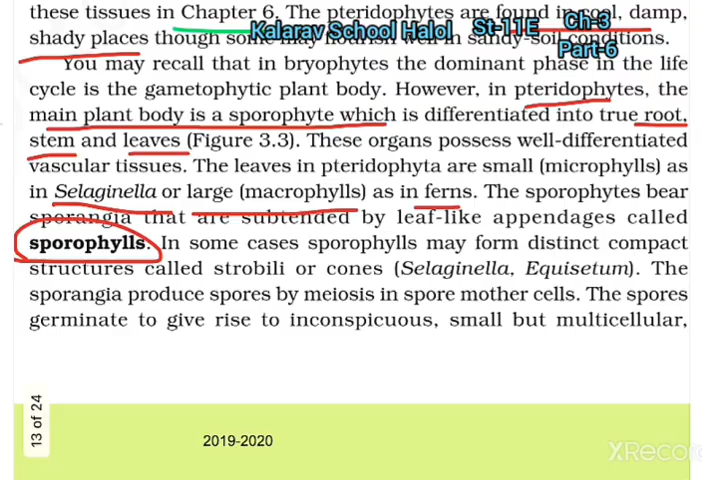 these tissues in Chapter 6. The pteridophytes are found in cool, damp,
Kalarav School Halol St-11E Ch-3
Part-6
shady places though some may flourish well in sandy-soil conditions.
You may recall that in bryophytes the dominant phase in the life
cycle is the gametophytic plant body. However, in pteridophytes, the
main plant body is a sporophyte which is differentiated into true root,
stem and leaves (Figure 3.3). These organs possess well-differentiated
vascular tissues. The leaves in pteridophyta are small (microphylls) as
in Selaginella or large (macrophylls) as in ferns. The sporophytes bear
sporangia that are subtended by leaf-like appendages called
sporophylls. In some cases sporophylls may form distinct compact
structures called strobili or cones (Selaginella, Equisetum). The
sporangia produce spores by meiosis in spore mother cells. The spores
germinate to give rise to inconspicuous, small but multicellular,
13 of 24
2019-2020
XRecor